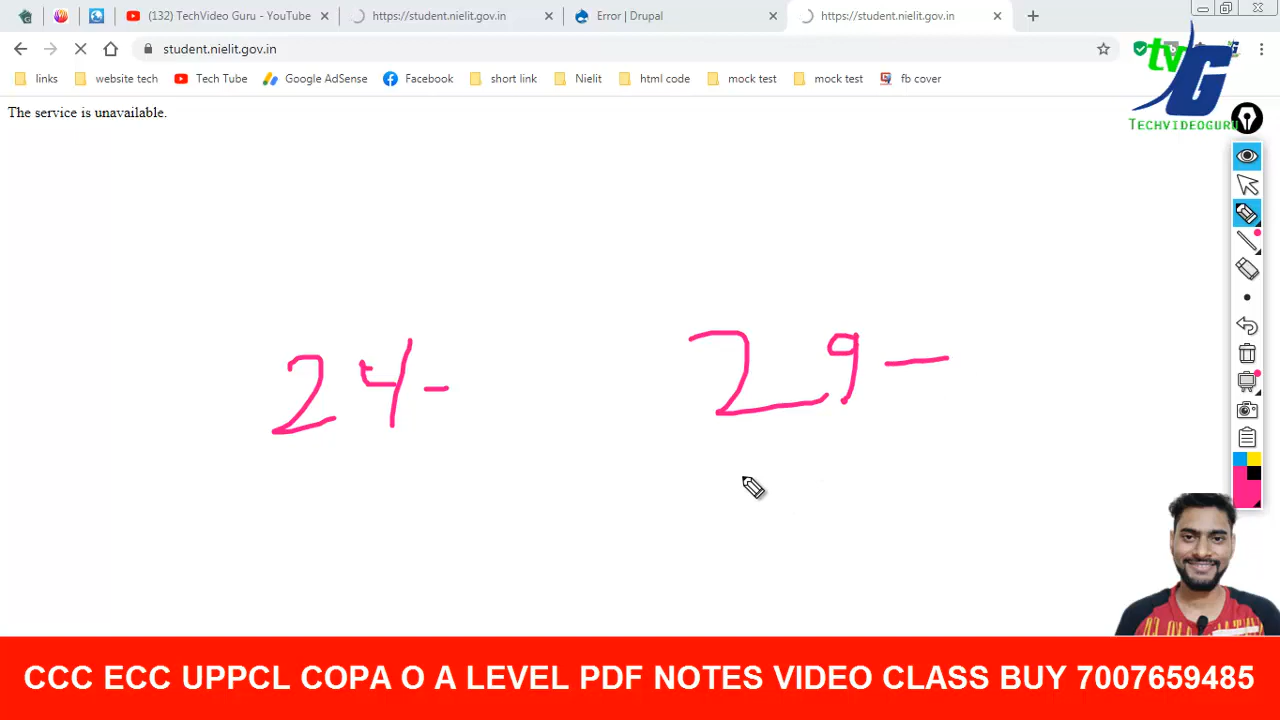 (132) TechVideo Guru - YouTube https://student.nielit.gov.in Error | Drupal https://student.nielit.gov.in
student.nielit.gov.in
links website tech Tech Tube Google AdSense Facebook short link Nielit html code mock test mock test fb cover
The service is unavailable.
tv G
TECHVIDEOGURU
24- 29-
CCC ECC UPPCL COPA O A LEVEL PDF NOTES VIDEO CLASS BUY 7007659485